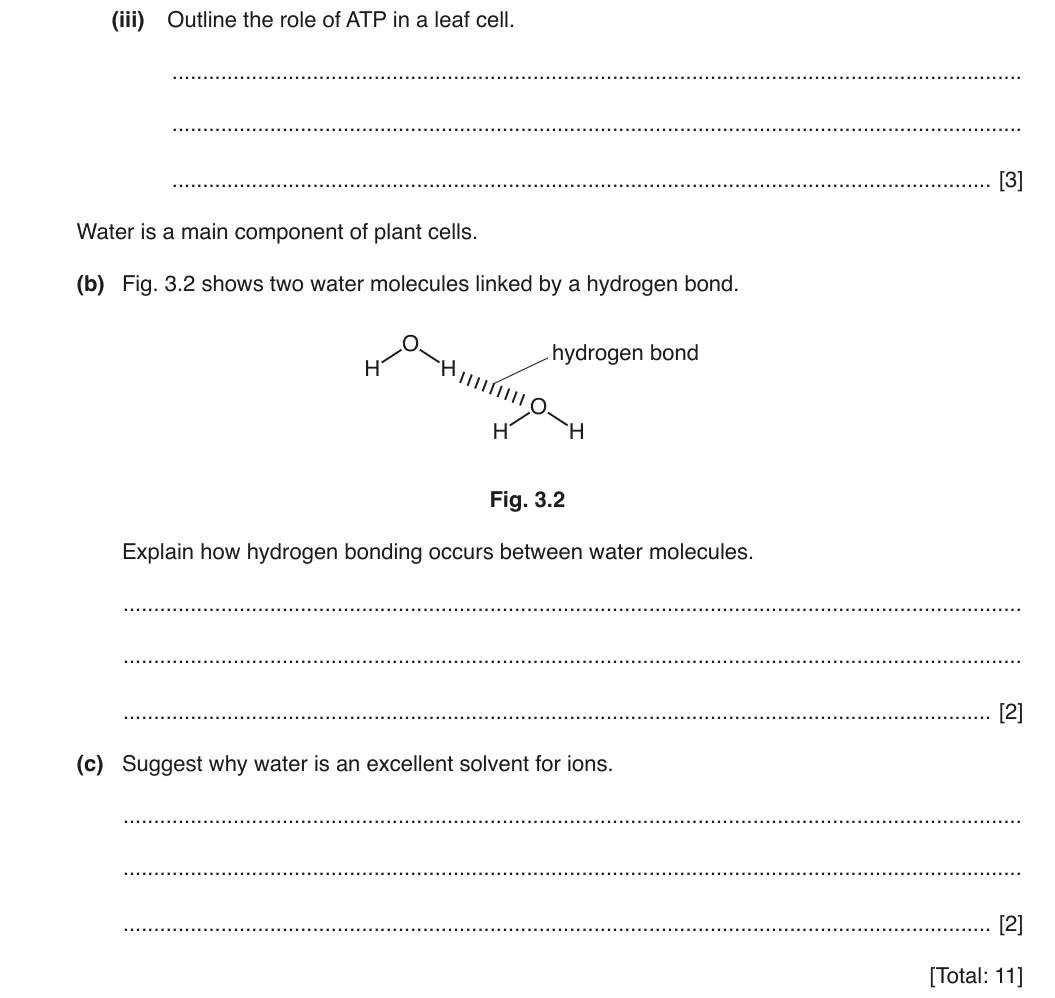 (iii) Outline the role of ATP in a leaf cell.
..........................................................................................................................................
..........................................................................................................................................
..................................................................................................................................... [3]
Water is a main component of plant cells.
(b) Fig. 3.2 shows two water molecules linked by a hydrogen bond.
O
H H
hydrogen bond
O
H H
Fig. 3.2
Explain how hydrogen bonding occurs between water molecules.
..................................................................................................................................................
..................................................................................................................................................
............................................................................................................................................. [2]
(c) Suggest why water is an excellent solvent for ions.
..................................................................................................................................................
..................................................................................................................................................
............................................................................................................................................. [2]
[Total: 11]